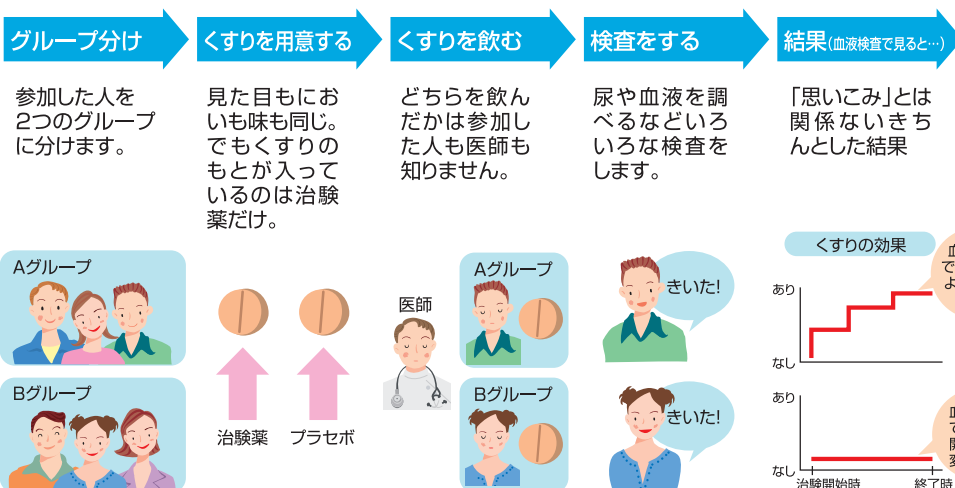 グループ分け
参加した人を
2つのグループ
に分けます。
Aグループ
Bグループ
くすりを用意する
見た目もにお
いも味も同じ。
でもくすりの
もとが入って
いるのは治験
薬だけ。
治験薬
プラセボ
くすりを飲む
どちらを飲ん
だかは参加し
た人も医師も
知りません。
医師
Aグループ
Bグループ
検査をする
尿や血液を調
べるなどいろ
いろな検査を
します。
きいた!
きいた!
結果(血液検査で見ると…)
「思いこみ」とは
関係ないきち
んとした結果
くすりの効果
あり
なし
あり
なし
治験開始時
終了時